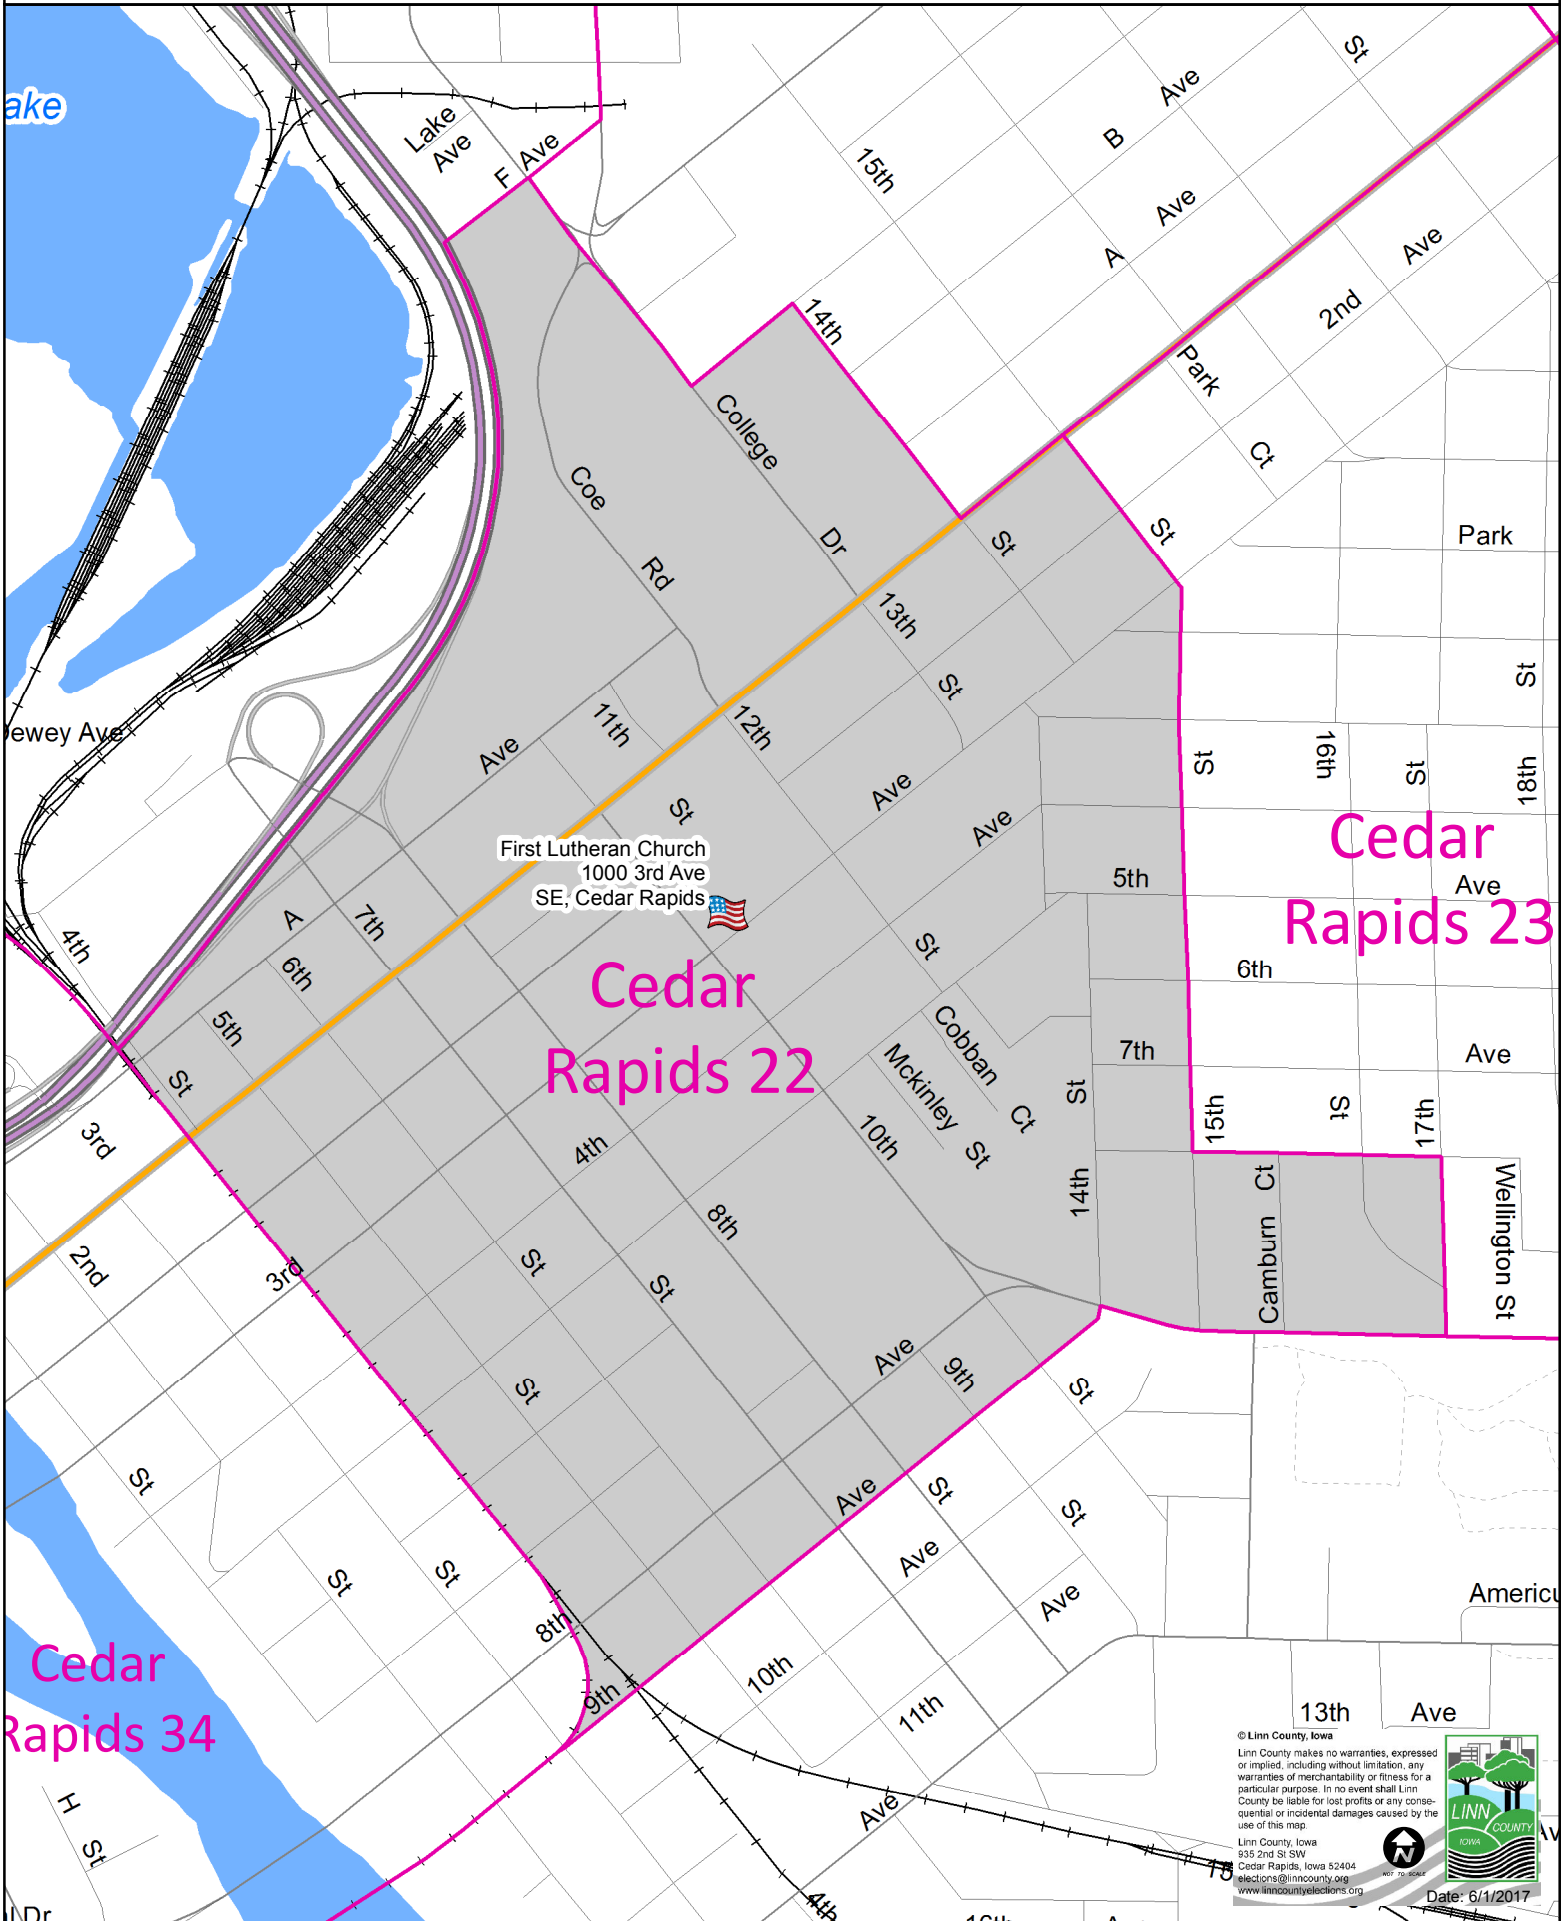 ake
Lake
Ave
F Ave
15th
St
Ave
B
Ave
A
Ave
2nd
14th
Park
Ct
College
Dr
Coe
Rd
St
St
Park
13th
St
St
Dewey Ave
Ave
11th
St
12th
Ave
Ave
St
16th
St
18th
First Lutheran Church
1000 3rd Ave
SE, Cedar Rapids
Cedar
Rapids 23
5th
Ave
A
7th
4th
6th
5th
St
St
6th
Cedar
Rapids 22
Cobban
Ct
Mckinley
St
7th
Ave
St
15th
St
17th
3rd
4th
10th
14th
Camburn Ct
Wellington St
2nd
3rd
St
8th
St
Ave
9th
St
St
St
Ave
St
St
St
St
Ave
Ave
8th
9th
10th
11th
13th Ave
Cedar
Rapids 34
H
St
Ave
4th
15
Dr
© Linn County, Iowa
Linn County makes no warranties, expressed
or implied, including without limitation, any
warranties of merchantability or fitness for a
particular purpose. In no event shall Linn
County be liable for lost profits or any conse-
quential or incidental damages caused by the
use of this map.
Linn County, Iowa
935 2nd St SW
Cedar Rapids, Iowa 52404
elections@linncounty.org
www.linncountyelections.org
N
NOT TO SCALE
LINN
COUNTY
IOWA
Date: 6/1/2017